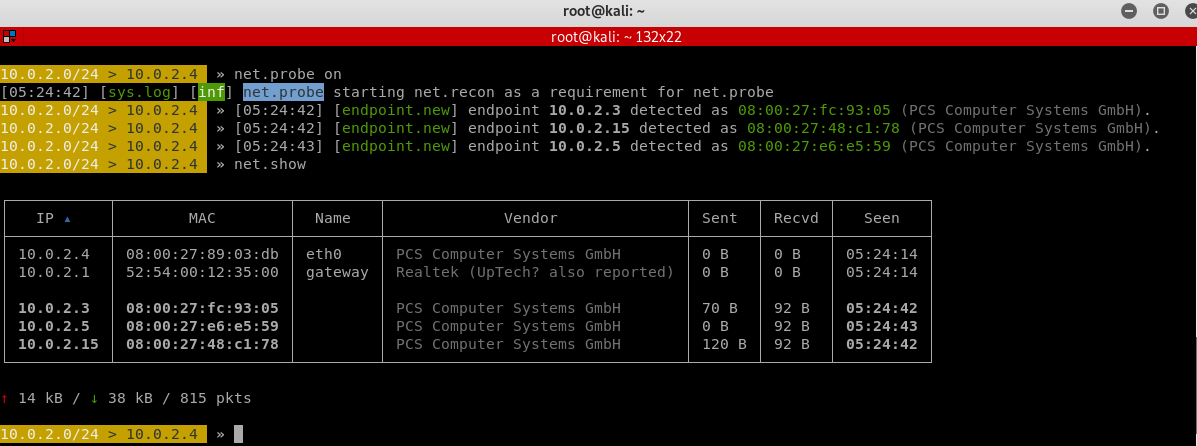 root@kali: ~
root@kali: ~ 132x22
10.0.2.0/24 > 10.0.2.4 » net.probe on
[05:24:42] [sys.log] [inf] net.probe starting net.recon as a requirement for net.probe
10.0.2.0/24 > 10.0.2.4 » [05:24:42] [endpoint.new] endpoint 10.0.2.3 detected as 08:00:27:fc:93:05 (PCS Computer Systems GmbH).
10.0.2.0/24 > 10.0.2.4 » [05:24:42] [endpoint.new] endpoint 10.0.2.15 detected as 08:00:27:48:c1:78 (PCS Computer Systems GmbH).
10.0.2.0/24 > 10.0.2.4 » [05:24:43] [endpoint.new] endpoint 10.0.2.5 detected as 08:00:27:e6:e5:59 (PCS Computer Systems GmbH).
10.0.2.0/24 > 10.0.2.4 » net.show
IP ▲ MAC Name Vendor Sent Recvd Seen
10.0.2.4 08:00:27:89:03:db eth0 PCS Computer Systems GmbH 0 B 0 B 05:24:14
10.0.2.1 52:54:00:12:35:00 gateway Realtek (UpTech? also reported) 0 B 0 B 05:24:14
10.0.2.3 08:00:27:fc:93:05 PCS Computer Systems GmbH 70 B 92 B 05:24:42
10.0.2.5 08:00:27:e6:e5:59 PCS Computer Systems GmbH 0 B 92 B 05:24:43
10.0.2.15 08:00:27:48:c1:78 PCS Computer Systems GmbH 120 B 92 B 05:24:42
↑ 14 kB / ↓ 38 kB / 815 pkts
10.0.2.0/24 > 10.0.2.4 »